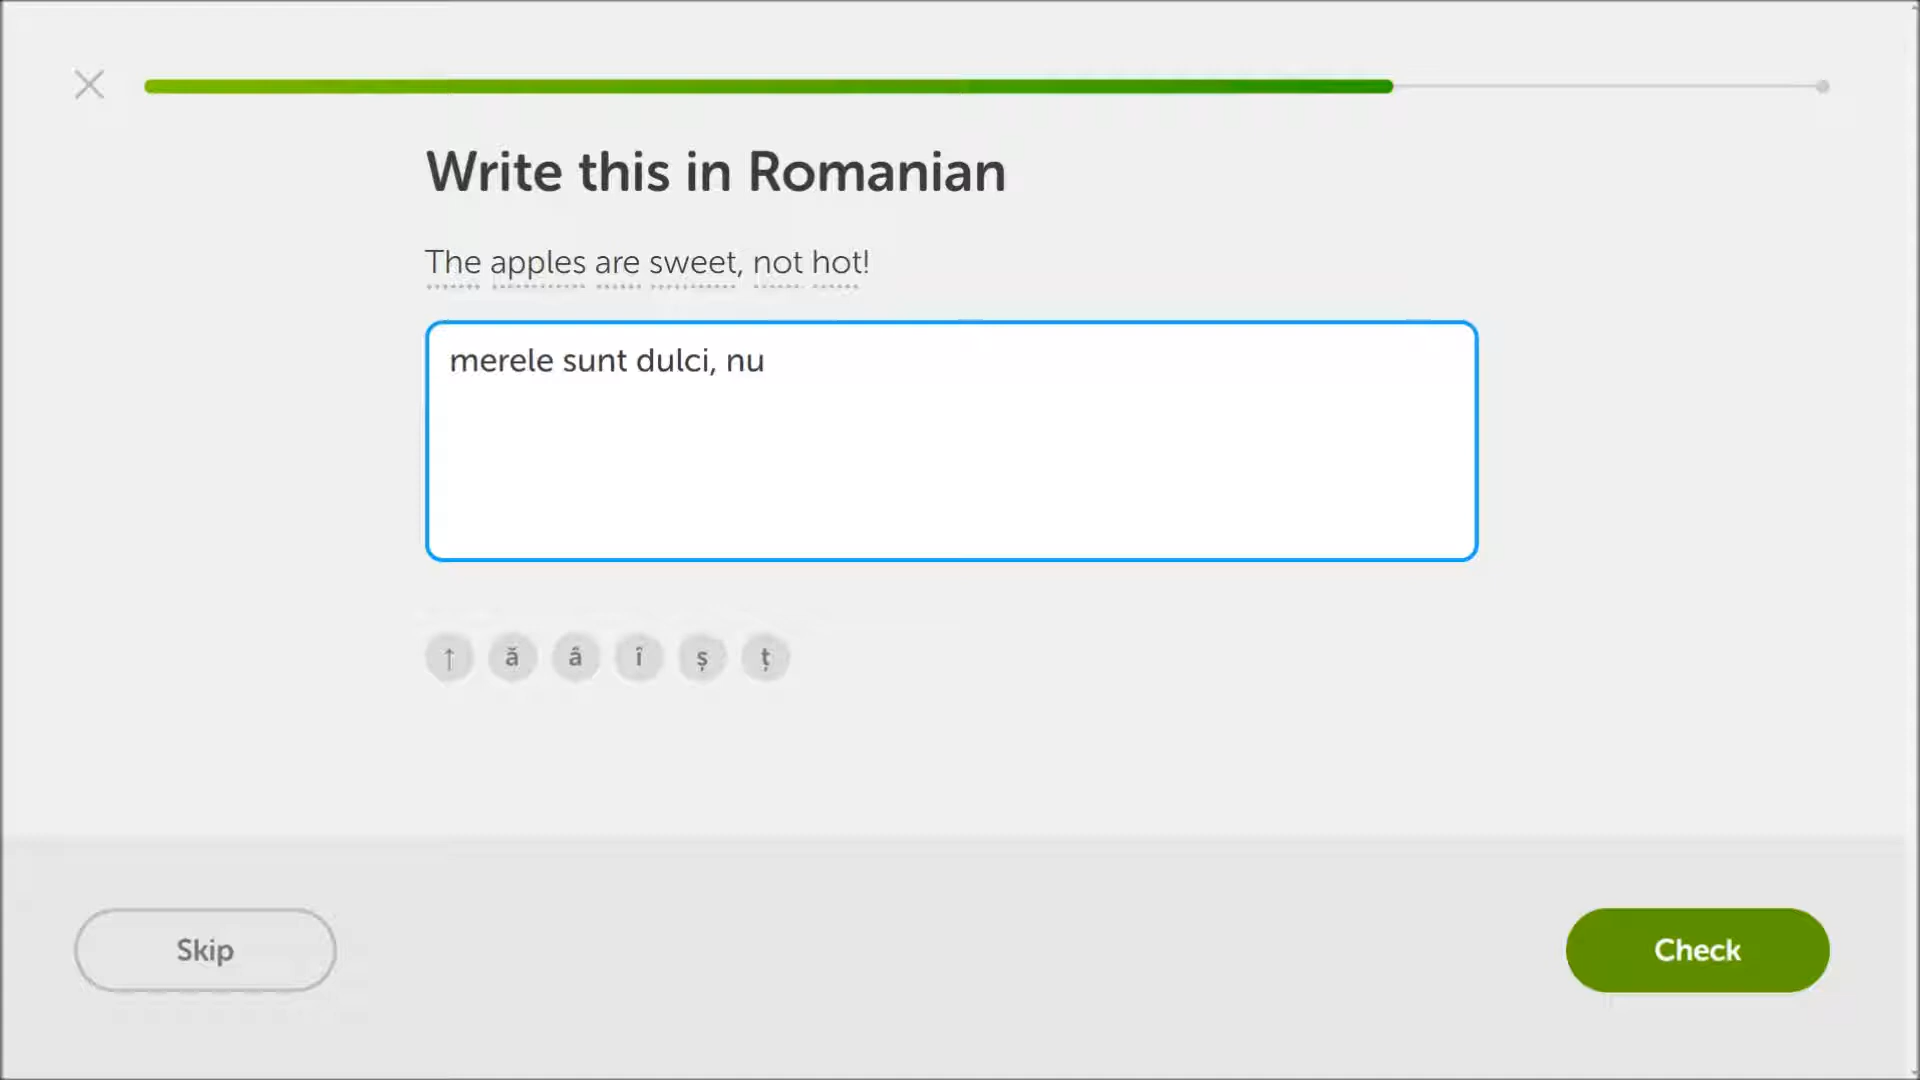 Write this in Romanian
The apples are sweet, not hot!
merele sunt dulci, nu
↑ ă â î ș ț
Skip
Check